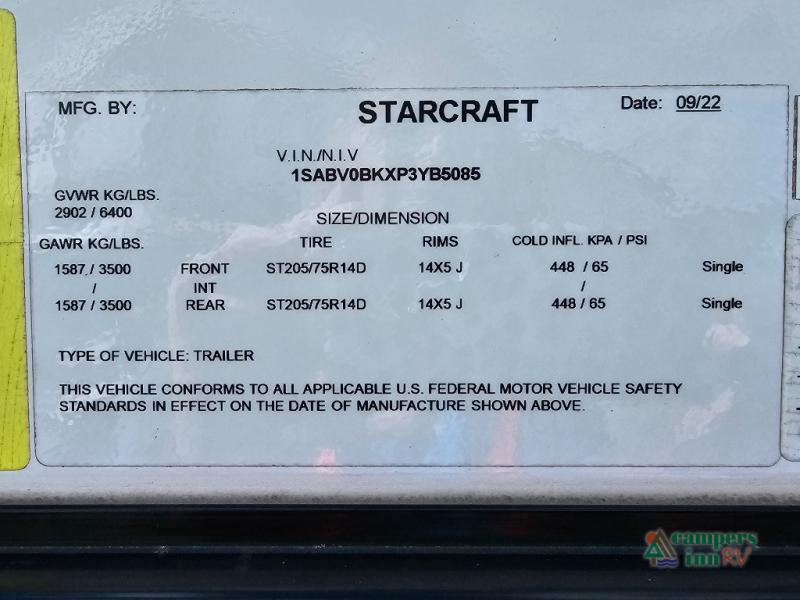 MFG. BY: STARCRAFT Date: 09/22
V.I.N./N.I.V
1SABV0BKXP3YB5085
GVWR KG/LBS.
2902 / 6400
SIZE/DIMENSION
GAWR KG/LBS. TIRE RIMS COLD INFL. KPA / PSI
1587 / 3500 FRONT ST205/75R14D 14X5 J 448 / 65 Single
/ INT /
1587 / 3500 REAR ST205/75R14D 14X5 J 448 / 65 Single
TYPE OF VEHICLE: TRAILER
THIS VEHICLE CONFORMS TO ALL APPLICABLE U.S. FEDERAL MOTOR VEHICLE SAFETY
STANDARDS IN EFFECT ON THE DATE OF MANUFACTURE SHOWN ABOVE.
campers
inn RV